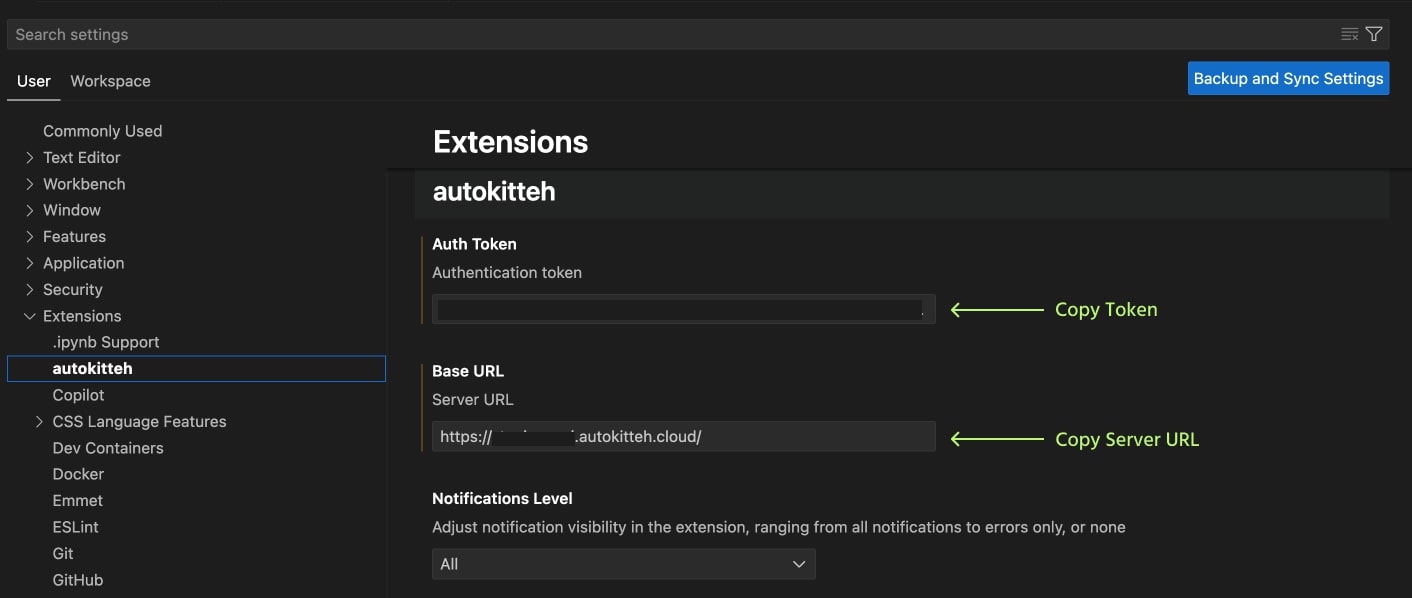 Search settings
User Workspace
Backup and Sync Settings
Commonly Used
Text Editor
Workbench
Window
Features
Application
Security
Extensions
.ipynb Support
autokitteh
Copilot
CSS Language Features
Dev Containers
Docker
Emmet
ESLint
Git
GitHub
Extensions
autokitteh
Auth Token
Authentication token
Copy Token
Base URL
Server URL
https:// .autokitteh.cloud/
Copy Server URL
Notifications Level
Adjust notification visibility in the extension, ranging from all notifications to errors only, or none
All